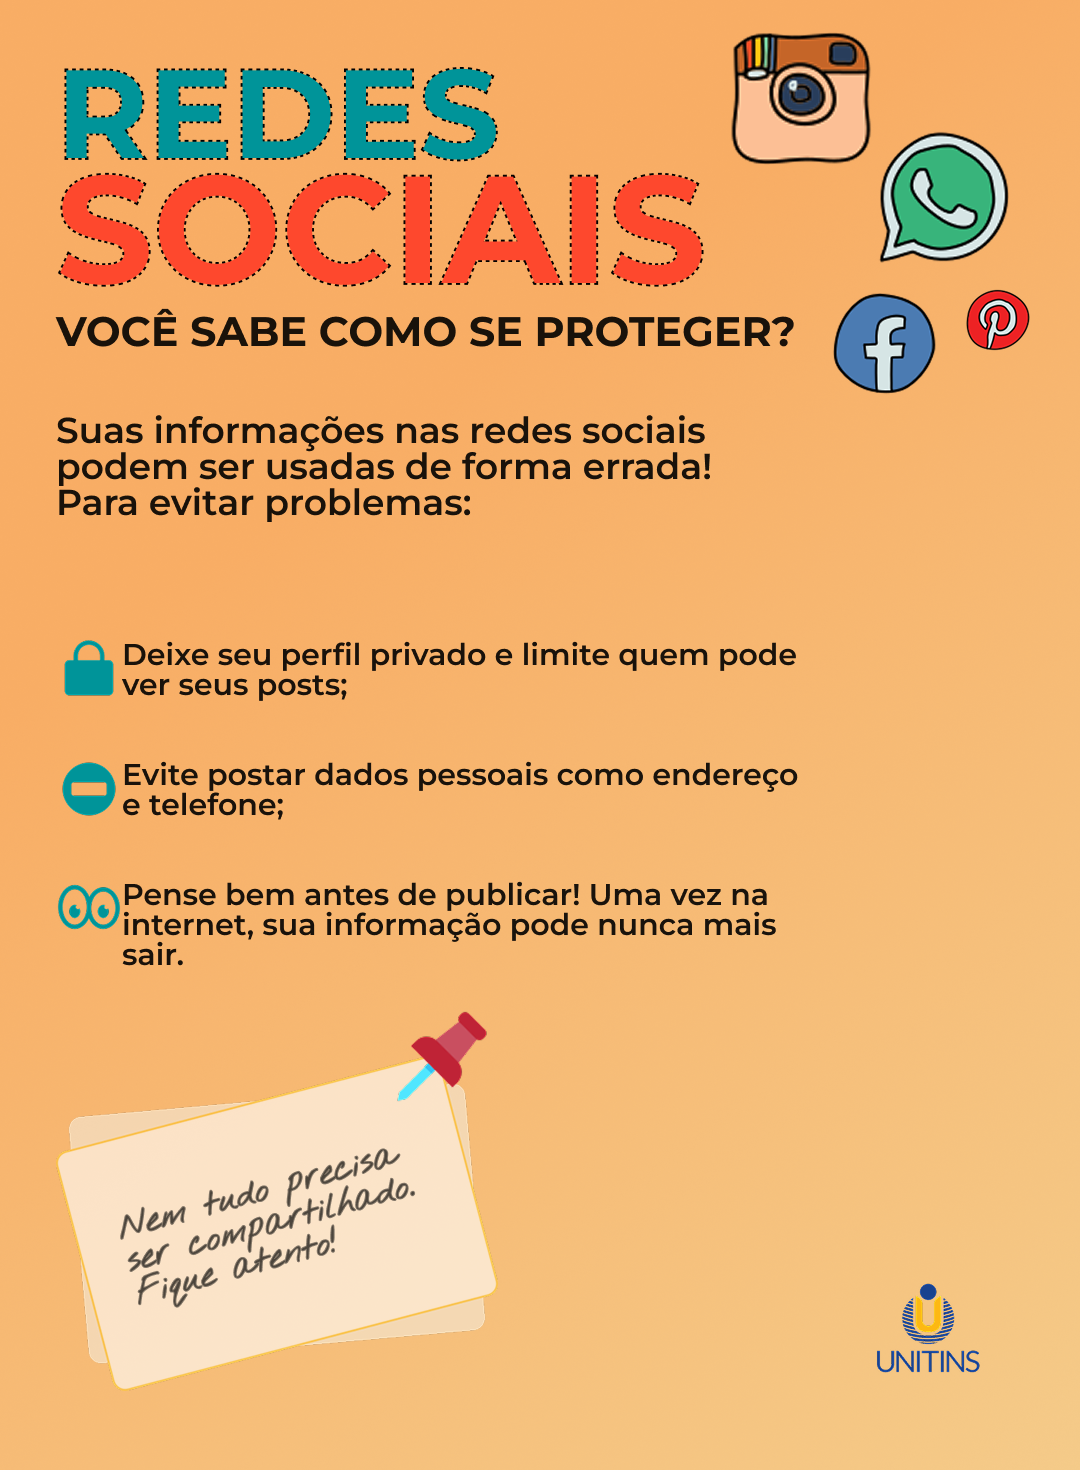 REDES
SOCIAIS
VOCÊ SABE COMO SE PROTEGER?
Suas informações nas redes sociais
podem ser usadas de forma errada!
Para evitar problemas:
Deixe seu perfil privado e limite quem pode
ver seus posts;
Evite postar dados pessoais como endereço
e telefone;
Pense bem antes de publicar! Uma vez na
internet, sua informação pode nunca mais
sair.
Nem tudo precisa
ser compartilhado.
Fique atento!
UNITINS